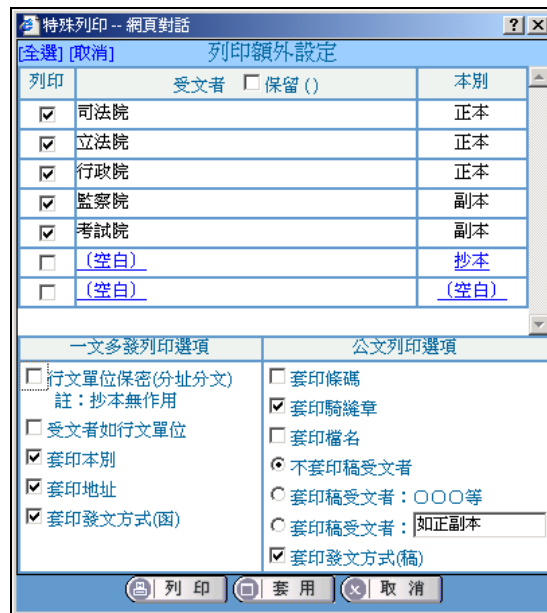 特殊列印 -- 網頁對話
[全選] [取消] 列印額外設定
列印 受文者 保留 () 本別
司法院 正本
立法院 正本
行政院 正本
監察院 副本
考試院 副本
(空白) 抄本
(空白) (空白)
一文多發列印選項 公文列印選項
行文單位保密(分址分文)
註：抄本無作用
受文者如行文單位
套印本別
套印地址
套印發文方式(函)
套印條碼
套印騎縫章
套印檔名
不套印稿受文者
套印稿受文者：○○○等
套印稿受文者：如正副本
套印發文方式(稿)
列 印 套 用 取 消